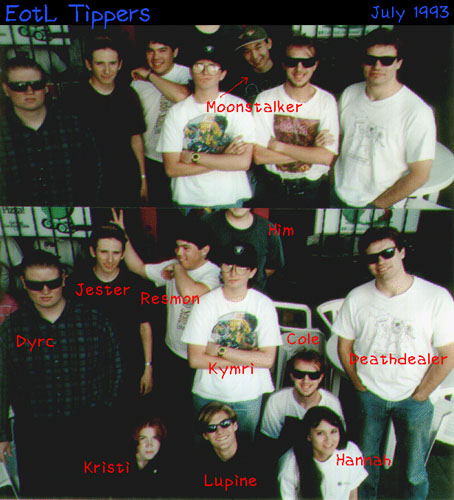 EotL Tippers
July 1993
Moonstalker
Him
Jester
Resmon
Dyrc
Cole
Kymri
Deathdealer
Kristi
Lupine
Hannah